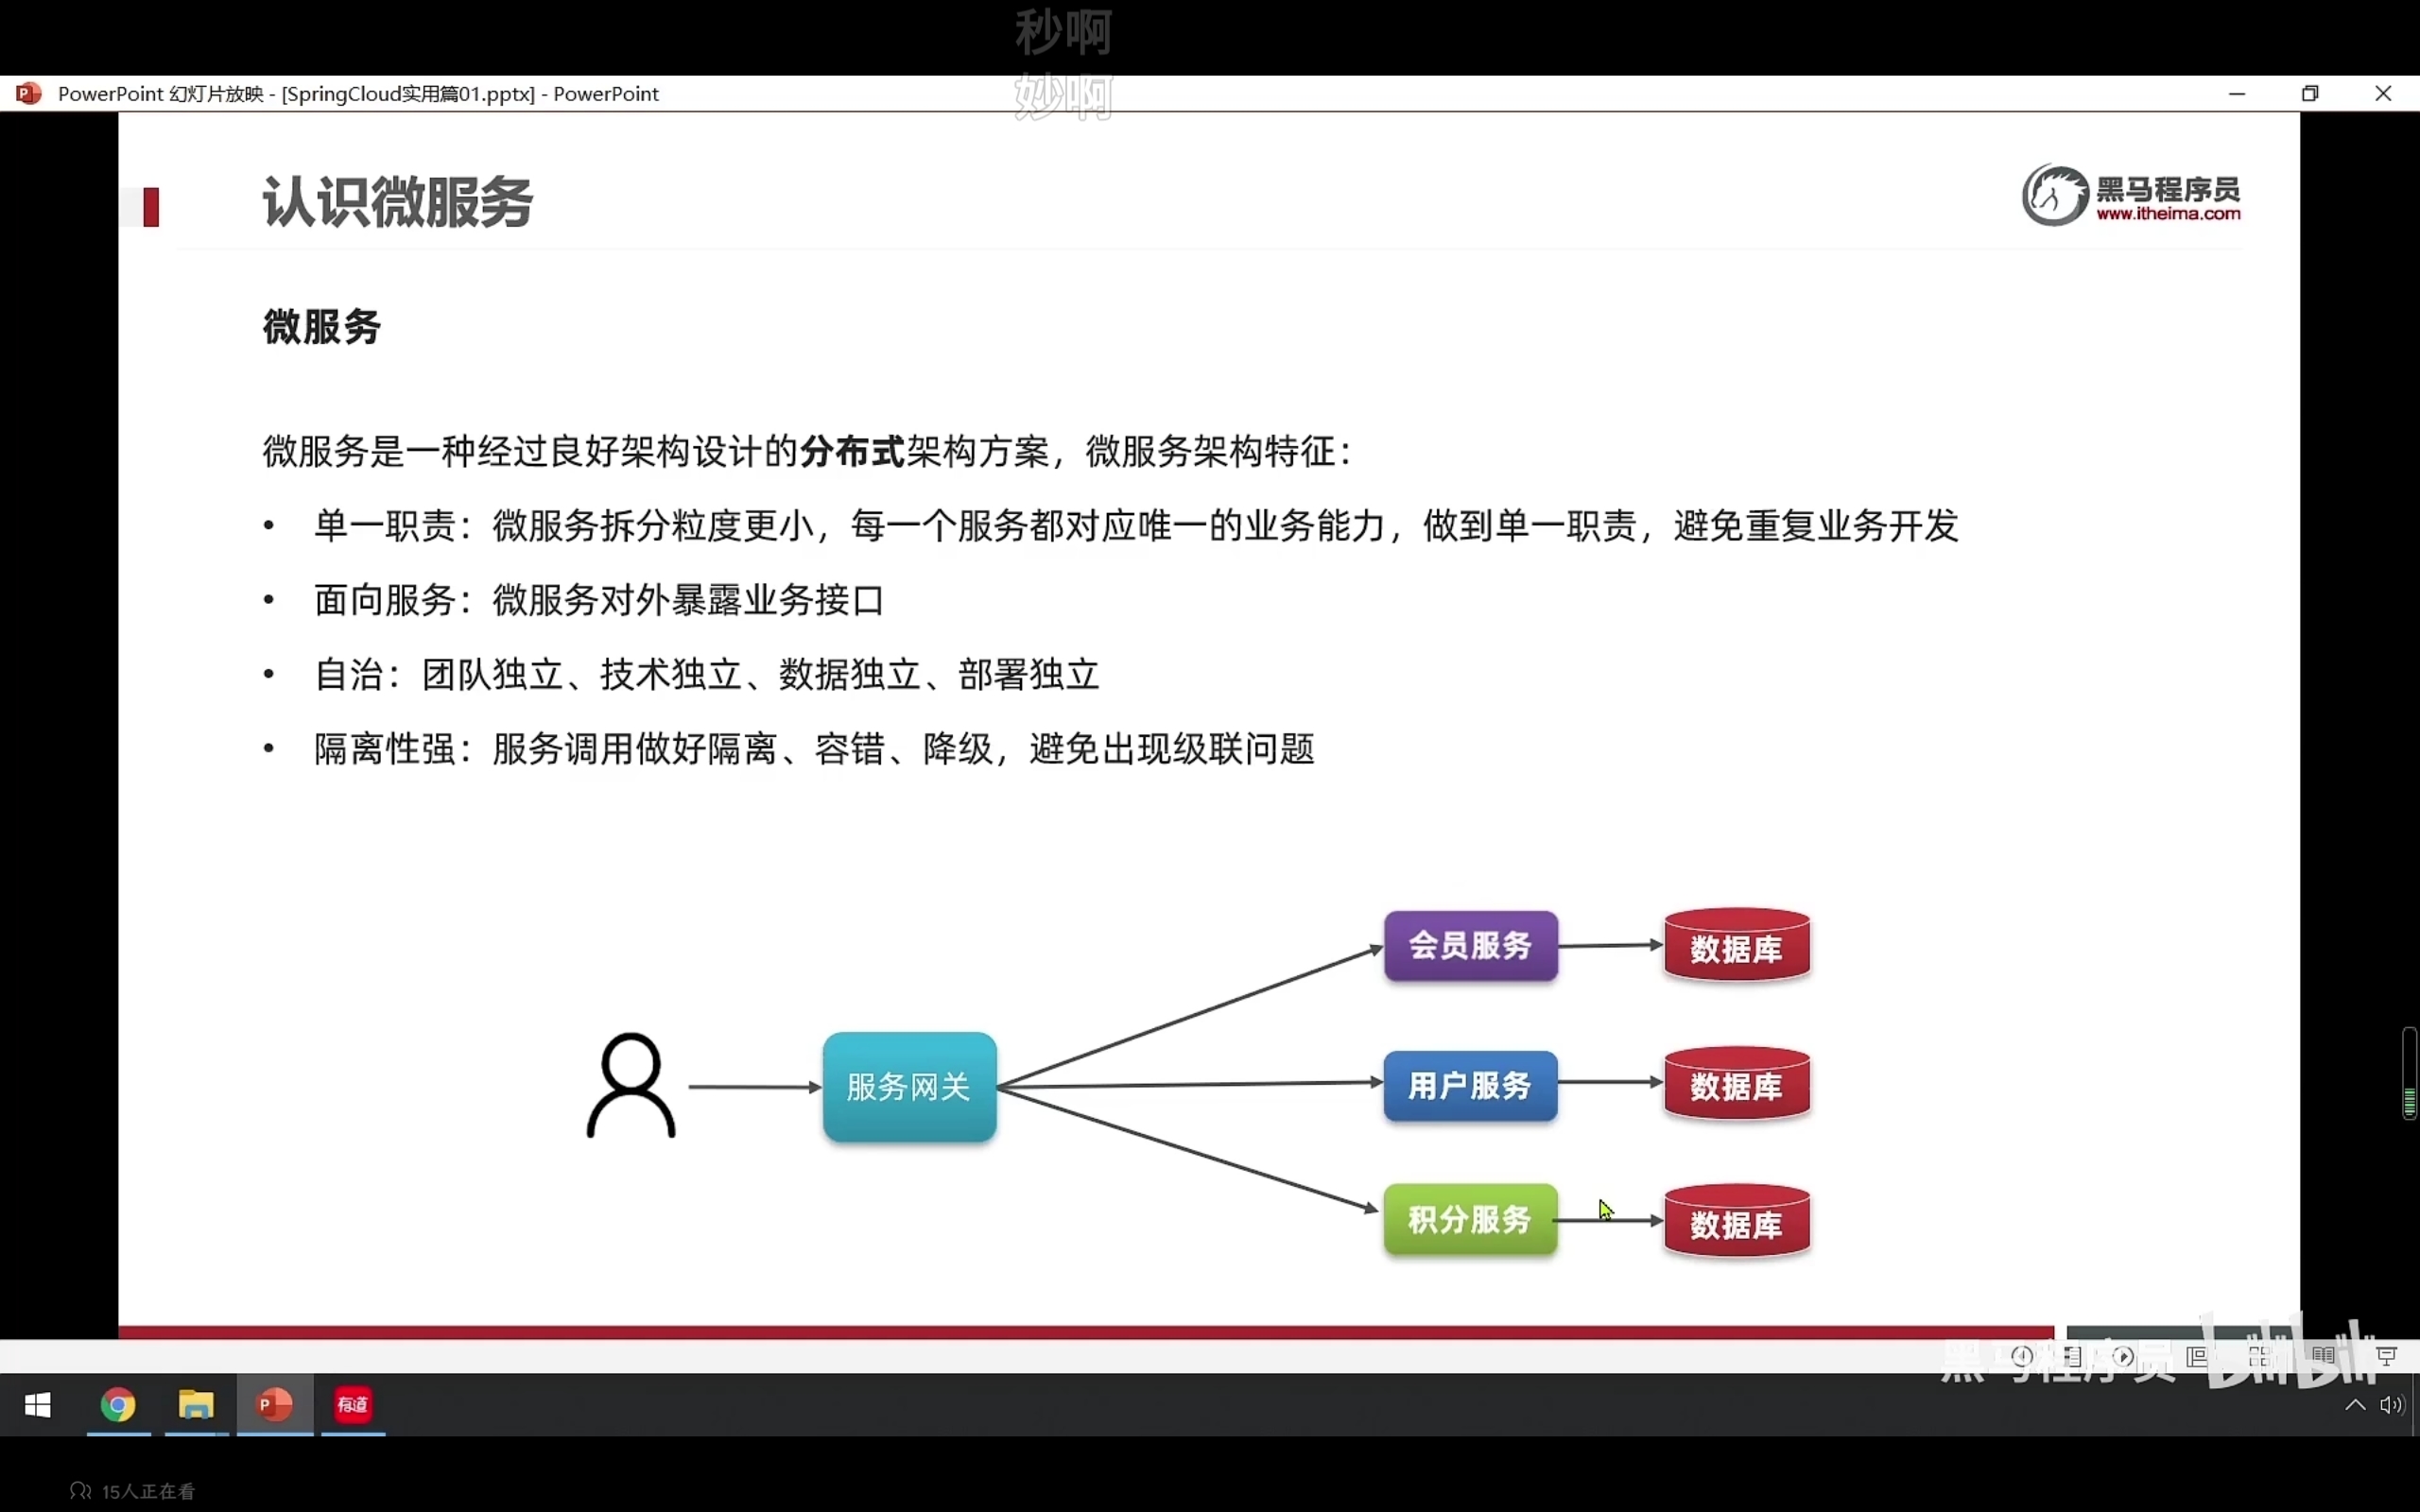 秒啊
妙啊
PowerPoint 幻灯片放映 - [SpringCloud实用篇01.pptx] - PowerPoint
认识微服务
黑马程序员
www.itheima.com
微服务
微服务是一种经过良好架构设计的分布式架构方案，微服务架构特征：
• 单一职责：微服务拆分粒度更小，每一个服务都对应唯一的业务能力，做到单一职责，避免重复业务开发
• 面向服务：微服务对外暴露业务接口
• 自治：团队独立、技术独立、数据独立、部署独立
• 隔离性强：服务调用做好隔离、容错、降级，避免出现级联问题
会员服务
数据库
服务网关
用户服务
数据库
积分服务
数据库
黑马程序员 bilibili
有道
15人正在看